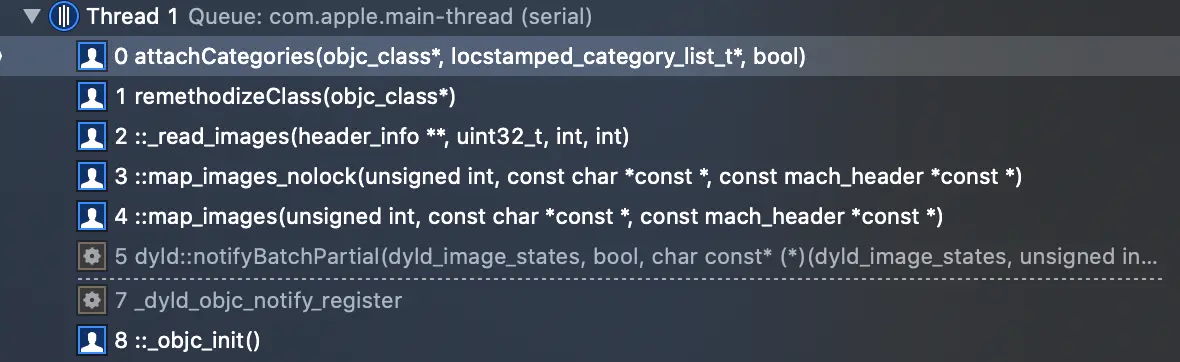 Thread 1 Queue: com.apple.main-thread (serial)
0 attachCategories(objc_class*, locstamped_category_list_t*, bool)
1 remethodizeClass(objc_class*)
2 ::_read_images(header_info **, uint32_t, int, int)
3 ::map_images_nolock(unsigned int, const char *const *, const mach_header *const *)
4 ::map_images(unsigned int, const char *const *, const mach_header *const *)
5 dyld::notifyBatchPartial(dyld_image_states, bool, char const* (*)(dyld_image_states, unsigned in...
7 _dyld_objc_notify_register
8 ::_objc_init()